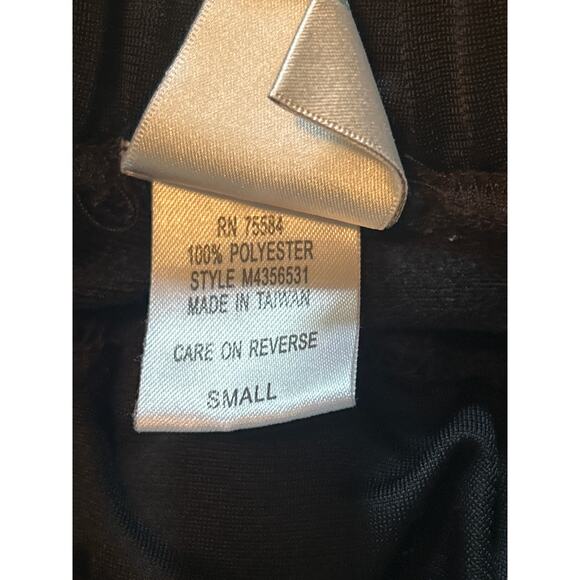 RN 75584
100% POLYESTER
STYLE M4356531
MADE IN TAIWAN
CARE ON REVERSE
SMALL